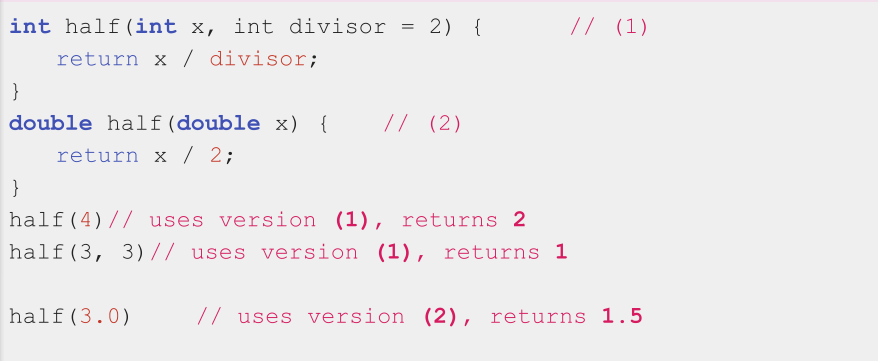 int half(int x, int divisor = 2) {      // (1)
   return x / divisor;
}
double half(double x) {    // (2)
   return x / 2;
}
half(4)// uses version (1), returns 2
half(3, 3)// uses version (1), returns 1
half(3.0)    // uses version (2), returns 1.5